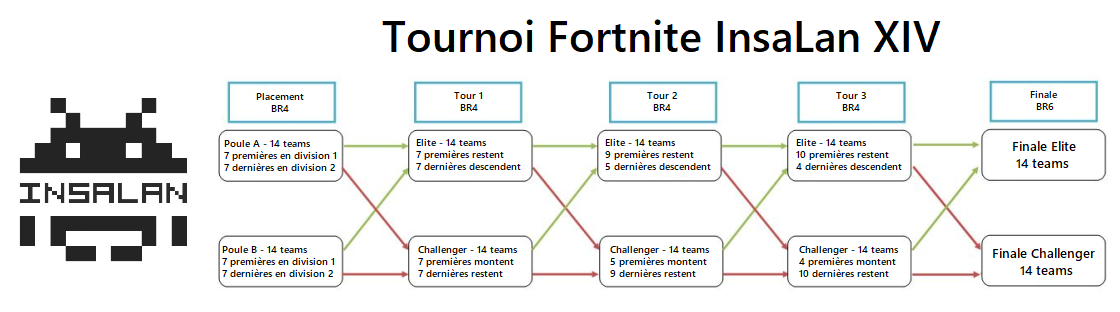 Tournoi Fortnite InsaLan XIV
INSALAN
Placement
BR4
Tour 1
BR4
Tour 2
BR4
Tour 3
BR4
Finale
BR6
Poule A - 14 teams
7 premières en division 1
7 dernières en division 2
Elite - 14 teams
7 premières restent
7 dernières descendent
Elite - 14 teams
9 premières restent
5 dernières descendent
Elite - 14 teams
10 premières restent
4 dernières descendent
Finale Elite
14 teams
Poule B - 14 teams
7 premières en division 1
7 dernières en division 2
Challenger - 14 teams
7 premières montent
7 dernières restent
Challenger - 14 teams
5 premières montent
9 dernières restent
Challenger - 14 teams
4 premières montent
10 dernières restent
Finale Challenger
14 teams